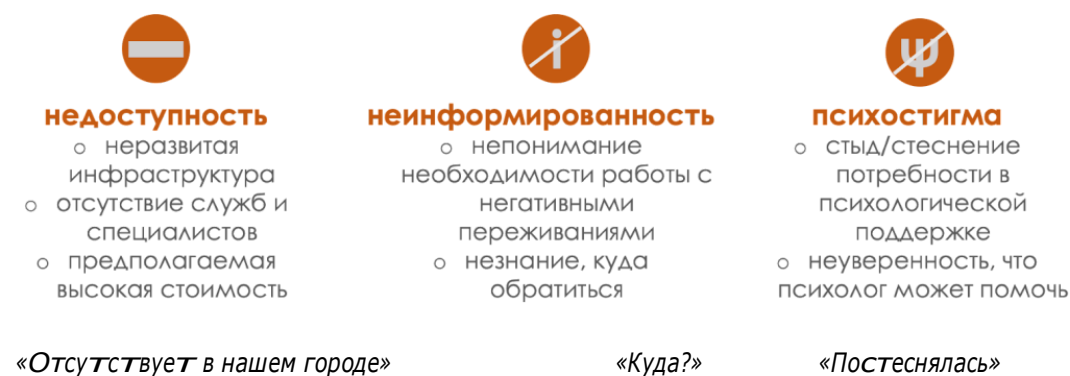 недоступность
○ неразвитая
инфраструктура
○ отсутствие служб и
специалистов
○ предполагаемая
высокая стоимость
«Отсутствует в нашем городе»
i
неинформированность
○ непонимание
необходимости работы с
негативными
переживаниями
○ незнание, куда
обратиться
«Куда?»
ψ
психостигма
○ стыд/стеснение
потребности в
психологической
поддержке
○ неуверенность, что
психолог может помочь
«Постеснялась»